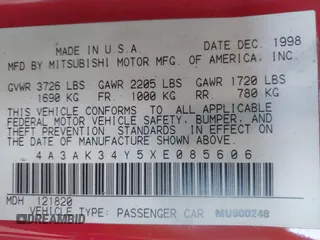 MADE IN U.S.A. DATE DEC. 1998
MFD BY MITSUBISHI MOTOR MFG. OF AMERICA, INC.
GVWR 3726 LBS GAWR 2205 LBS GAWR 1720 LBS
1690 KG FR. 1000 KG RR. 780 KG
THIS VEHICLE CONFORMS TO ALL APPLICABLE
FEDERAL MOTOR VEHICLE SAFETY, BUMPER, AND
THEFT PREVENTION STANDARDS IN EFFECT ON
THE DATE OF MANUFACTURE SHOWN ABOVE.
4A3AK34Y5XE085606
MDH 121820
VEHICLE TYPE: PASSENGER CAR MU900248
DREAMBID